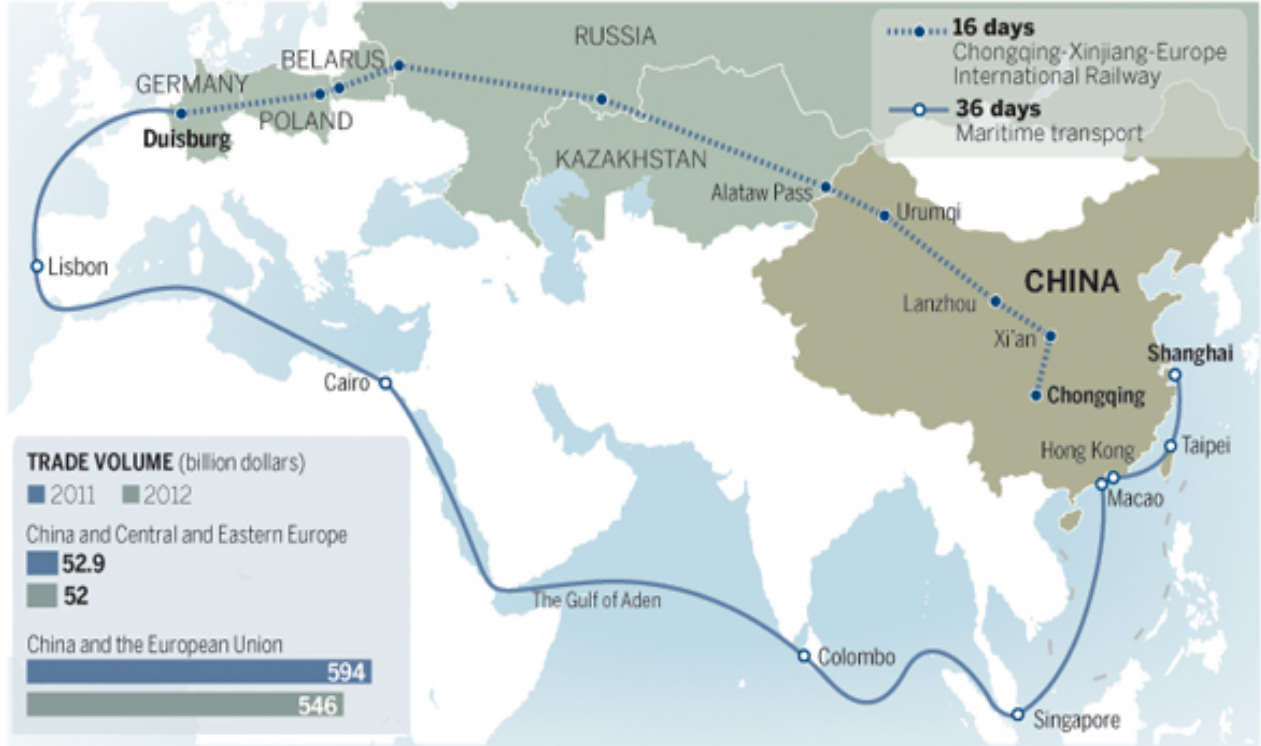 16 days
Chongqing-Xinjiang-Europe
International Railway
36 days
Maritime transport
RUSSIA
BELARUS
GERMANY
POLAND
Duisburg
KAZAKHSTAN
Alataw Pass
Urumqi
Lisbon
CHINA
Lanzhou
Xi'an
Shanghai
Cairo
Chongqing
Hong Kong
Taipei
Macao
TRADE VOLUME (billion dollars)
2011 2012
China and Central and Eastern Europe
52.9
52
The Gulf of Aden
China and the European Union
594
546
Colombo
Singapore